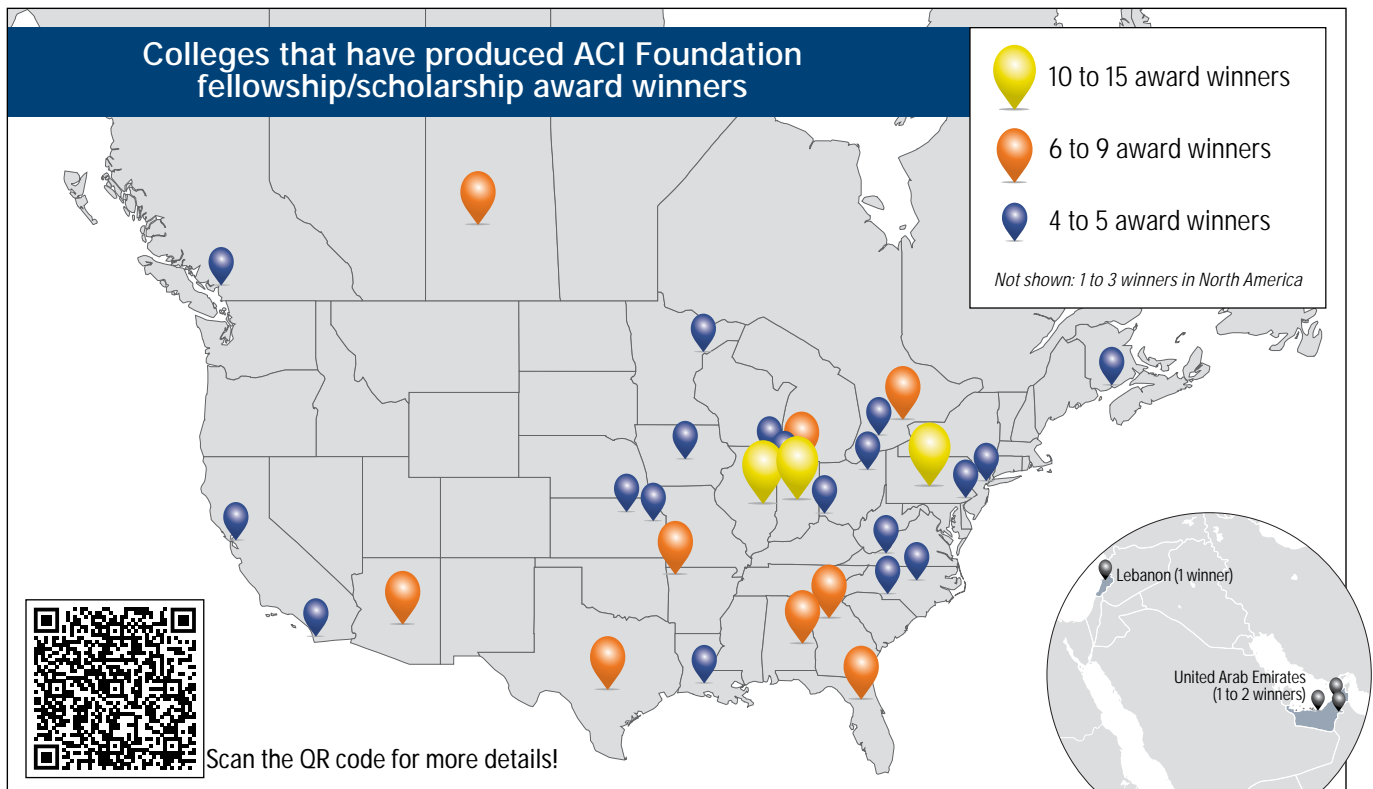 Colleges that have produced ACI Foundation
fellowship/scholarship award winners
10 to 15 award winners
6 to 9 award winners
4 to 5 award winners
Not shown: 1 to 3 winners in North America
Lebanon (1 winner)
United Arab Emirates
(1 to 2 winners)
Scan the QR code for more details!